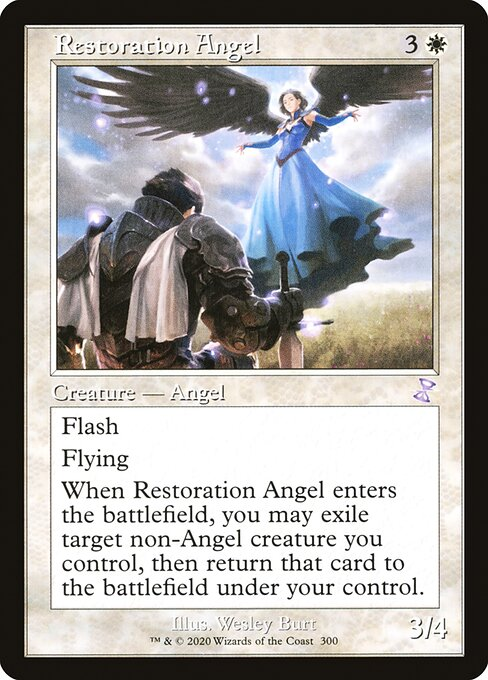 Restoration Angel 3
Creature — Angel
Flash
Flying
When Restoration Angel enters
the battlefield, you may exile
target non-Angel creature you
control, then return that card to
the battlefield under your control.
Illus. Wesley Burt
3/4
™ & © 2020 Wizards of the Coast 300